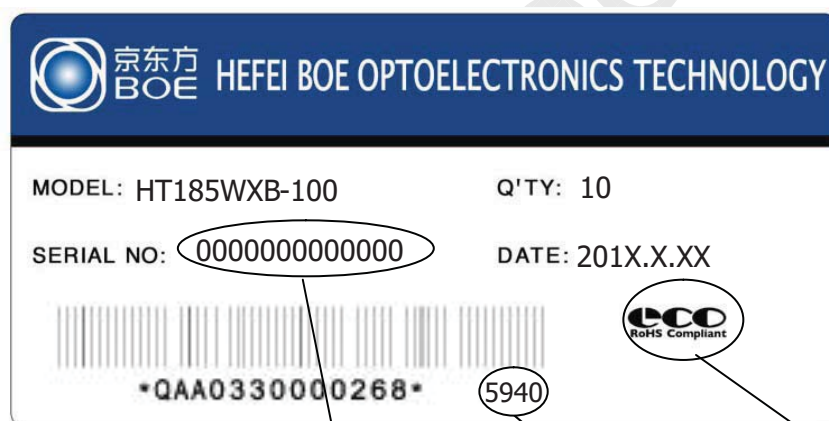 京东方
BOE
HEFEI BOE OPTOELECTRONICS TECHNOLOGY
MODEL: HT185WXB-100
Q'TY: 10
SERIAL NO: 0000000000000
DATE: 201X.X.XX
eco
RoHS Compliant
*QAA0330000268*
5940